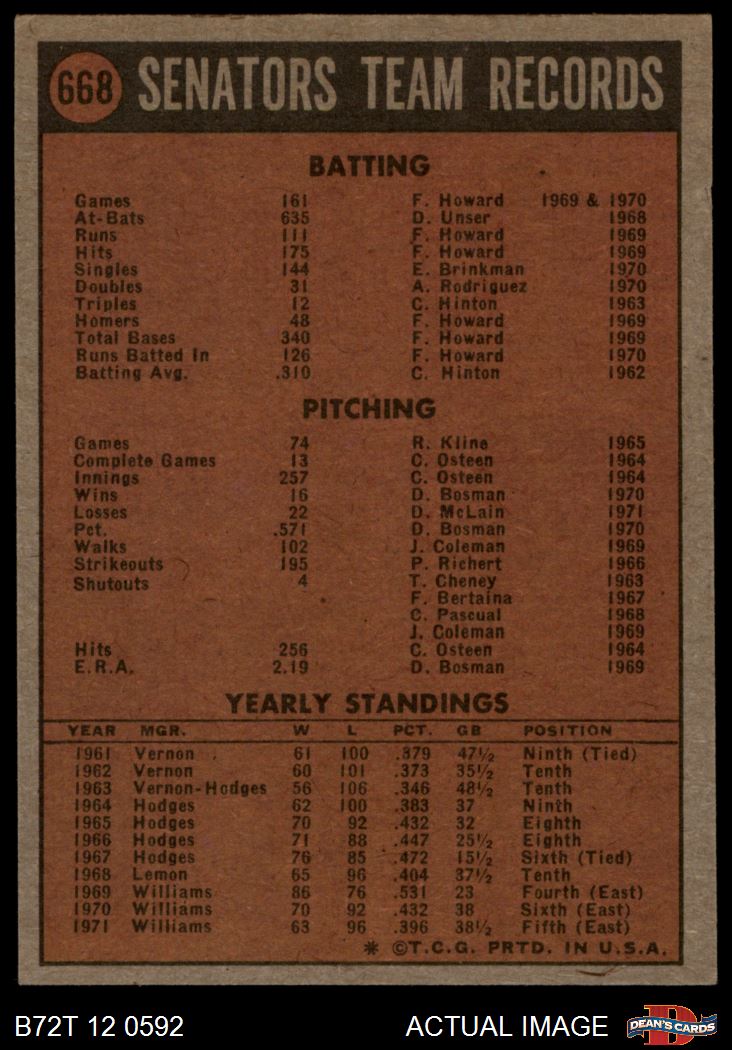 668 SENATORS TEAM RECORDS
BATTING
Games 161 F. Howard 1969 & 1970
At-Bats 635 D. Unser 1968
Runs 111 F. Howard 1969
Hits 175 F. Howard 1969
Singles 144 E. Brinkman 1970
Doubles 31 A. Rodriguez 1970
Triples 12 C. Hinton 1963
Homers 48 F. Howard 1969
Total Bases 340 F. Howard 1969
Runs Batted In 126 F. Howard 1970
Batting Avg. .310 C. Hinton 1962
PITCHING
Games 74 R. Kline 1965
Complete Games 13 C. Osteen 1964
Innings 257 C. Osteen 1964
Wins 16 D. Bosman 1970
Losses 22 D. McLain 1971
Pct. .571 D. Bosman 1970
Walks 102 J. Coleman 1969
Strikeouts 195 P. Richert 1966
Shutouts 4 T. Cheney 1963
F. Bertaina 1967
C. Pascual 1968
J. Coleman 1969
Hits 256 C. Osteen 1964
E.R.A. 2.19 D. Bosman 1969
YEARLY STANDINGS
YEAR MGR. W L PCT. GB POSITION
1961 Vernon 61 100 .379 47½ Ninth (Tied)
1962 Vernon 60 101 .373 35½ Tenth
1963 Vernon-Hodges 56 106 .346 48½ Tenth
1964 Hodges 62 100 .383 37 Ninth
1965 Hodges 70 92 .432 32 Eighth
1966 Hodges 71 88 .447 25½ Eighth
1967 Hodges 76 85 .472 15½ Sixth (Tied)
1968 Lemon 65 96 .404 37½ Tenth
1969 Williams 86 76 .531 23 Fourth (East)
1970 Williams 70 92 .432 38 Sixth (East)
1971 Williams 63 96 .396 38½ Fifth (East)
* ©T.C.G. PRTD. IN U.S.A.
B72T 12 0592 ACTUAL IMAGE DEAN'S CARDS